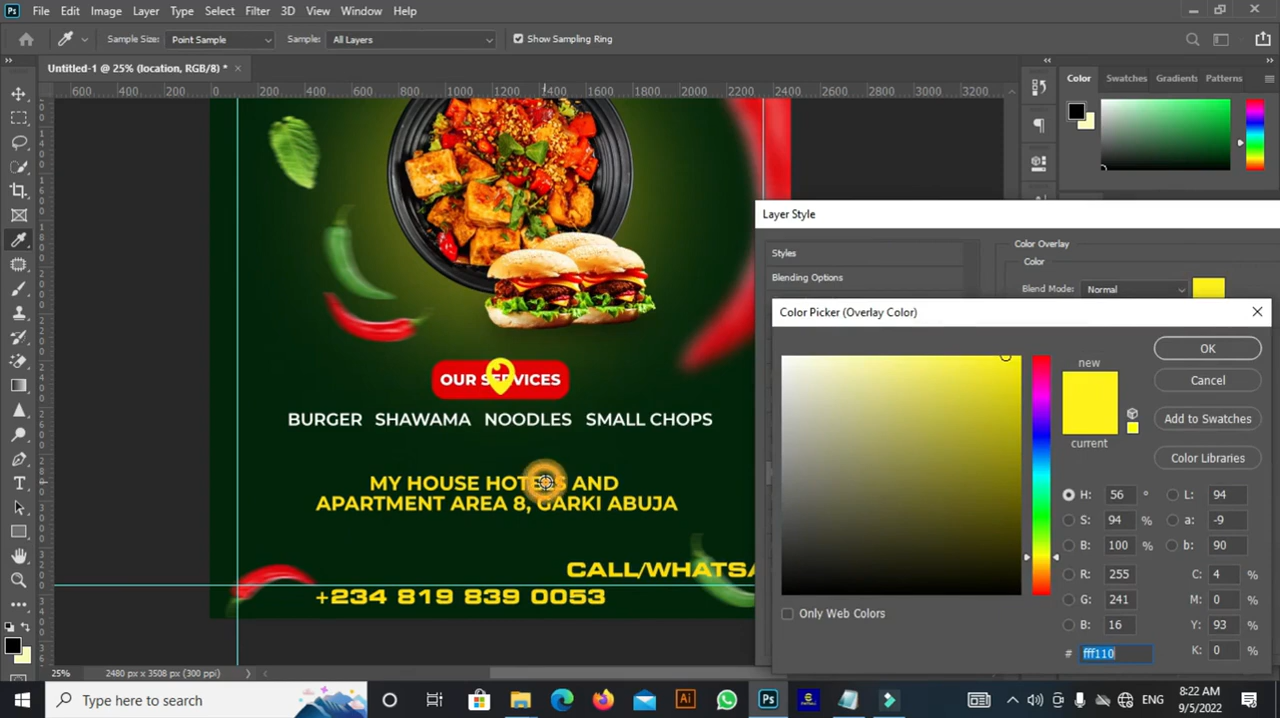 Ps File Edit Image Layer Type Select Filter 3D View Window Help
Sample Size: Point Sample Sample: All Layers Show Sampling Ring
Untitled-1 @ 25% (location, RGB/8) * ×
Color Swatches Gradients Patterns
600 400 200 0 200 400 600 800 1000 1200 1400 1600 1800 2000 2200 2400 2600 2800 3000 3200
OUR SERVICES
BURGER SHAWAMA NOODLES SMALL CHOPS
MY HOUSE HOTELS AND
APARTMENT AREA 8, GARKI ABUJA
CALL/WHATSA
+234 819 839 0053
Layer Style
Styles
Blending Options
Color Overlay
Color
Blend Mode: Normal
Color Picker (Overlay Color)
new
current
OK
Cancel
Add to Swatches
Color Libraries
H: 56 ° L: 94
S: 94 % a: -9
B: 100 % b: 90
R: 255 C: 4 %
G: 241 M: 0 %
B: 16 Y: 93 %
# fff110 K: 0 %
Only Web Colors
25% 2480 px x 3508 px (300 ppi)
Type here to search
Ai Ps
ENG
8:22 AM
9/5/2022